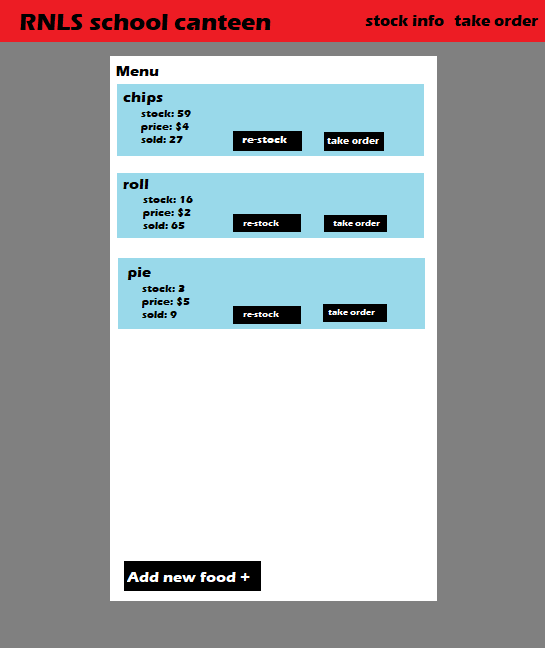 RNLS school canteen stock info take order
Menu
chips
stock: 59
price: $4
sold: 27
re-stock take order
roll
stock: 16
price: $2
sold: 65
re-stock take order
pie
stock: 3
price: $5
sold: 9
re-stock take order
Add new food +